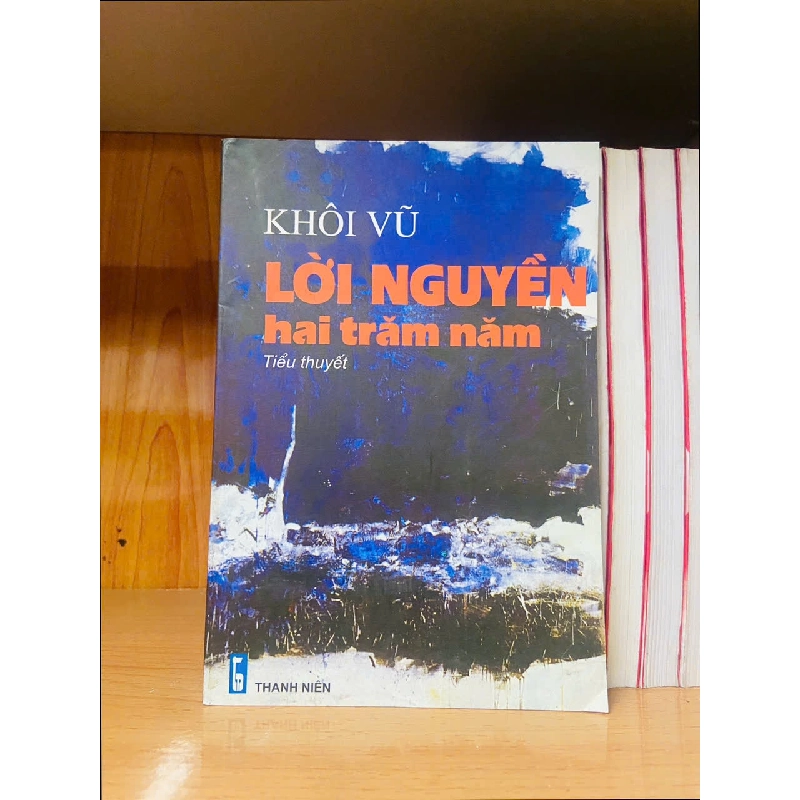 KHÔI VŨ
LỜI NGUYỀN
hai trăm năm
Tiểu thuyết
THANH NIÊN